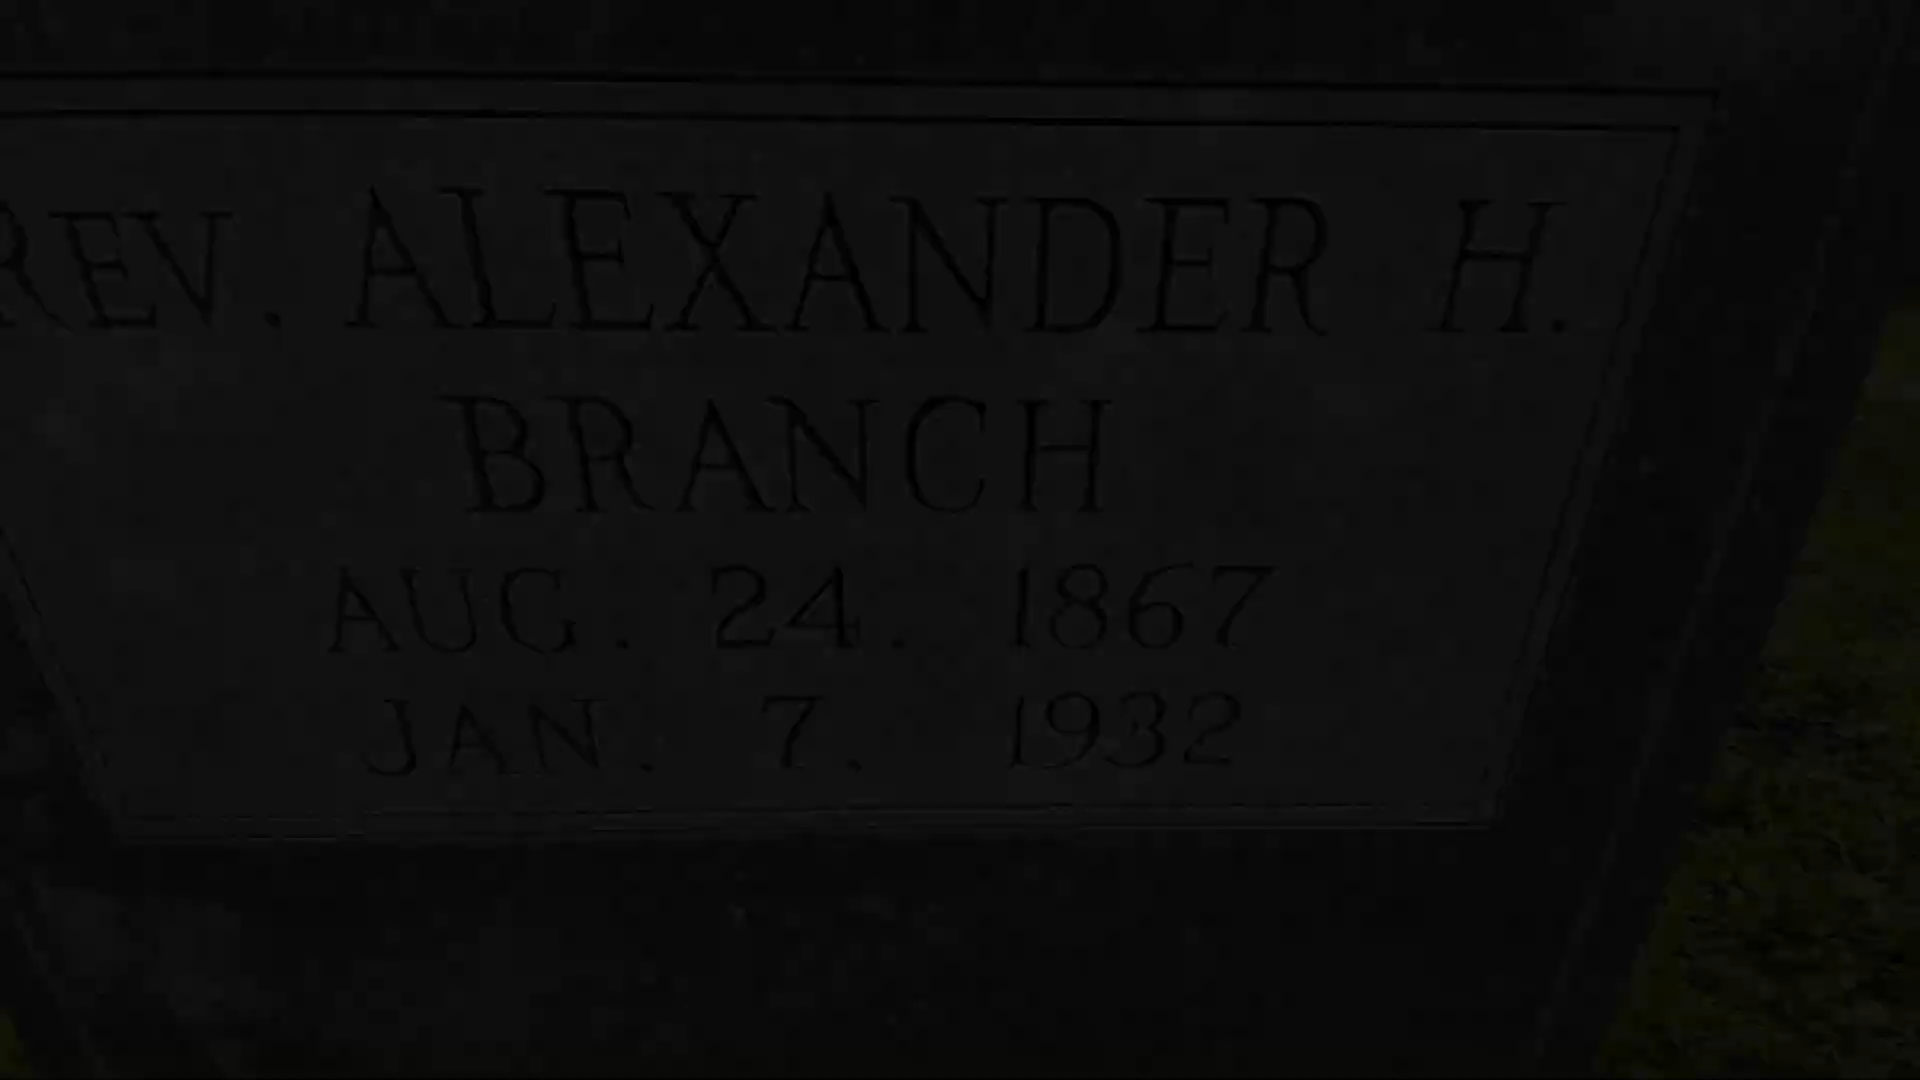 REV. ALEXANDER H.
BRANCH
AUG. 24. 1867
JAN. 7. 1932